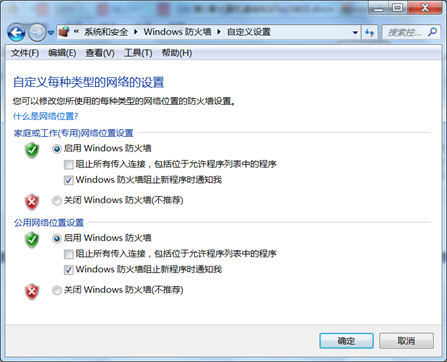 « 系统和安全 ▸ Windows 防火墙 ▸ 自定义设置
搜索控...
文件(F) 编辑(E) 查看(V) 工具(T) 帮助(H)
自定义每种类型的网络的设置
您可以修改您所使用的每种类型的网络位置的防火墙设置。
什么是网络位置?
家庭或工作(专用)网络位置设置
启用 Windows 防火墙
阻止所有传入连接，包括位于允许程序列表中的程序
Windows 防火墙阻止新程序时通知我
关闭 Windows 防火墙(不推荐)
公用网络位置设置
启用 Windows 防火墙
阻止所有传入连接，包括位于允许程序列表中的程序
Windows 防火墙阻止新程序时通知我
关闭 Windows 防火墙(不推荐)
确定 取消